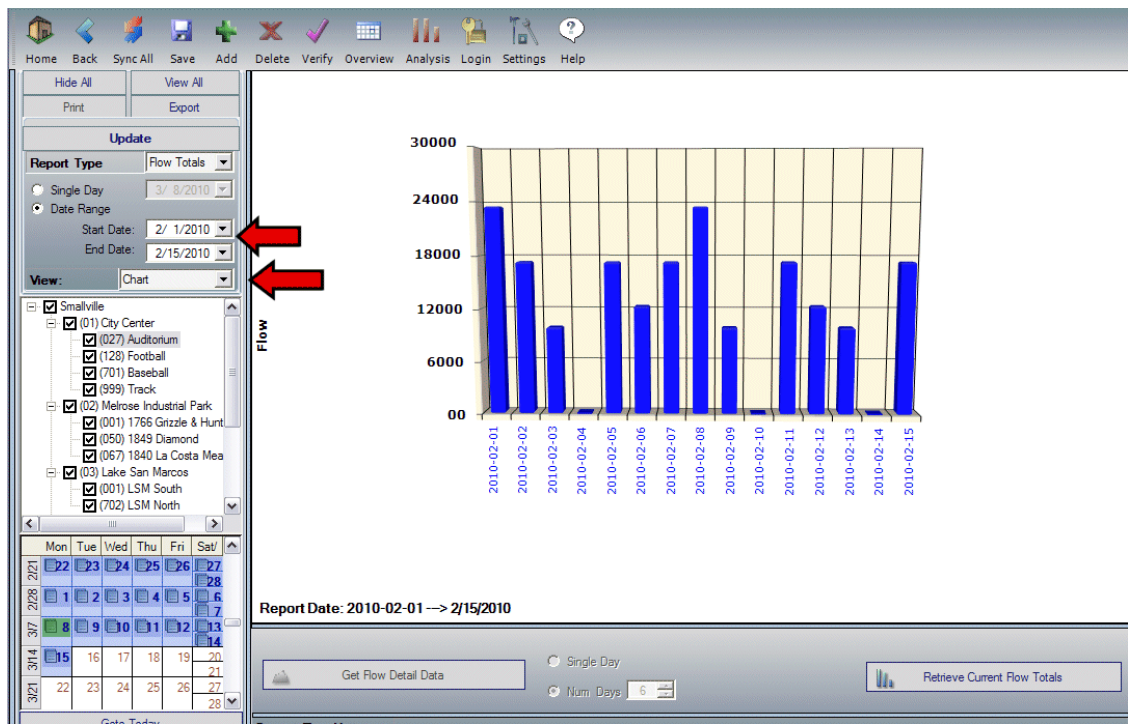 Home Back Sync All Save Add Delete Verify Overview Analysis Login Settings Help
Hide All View All
Print Export
Update
Report Type Flow Totals
Single Day 3/ 8/2010
Date Range
Start Date: 2/ 1/2010
End Date: 2/15/2010
View: Chart
Smallville
(01) City Center
(027) Auditorium
(128) Football
(701) Baseball
(999) Track
(02) Melrose Industrial Park
(001) 1766 Grizzle & Hunt
(050) 1849 Diamond
(067) 1840 La Costa Mea
(03) Lake San Marcos
(001) LSM South
(702) LSM North
Mon Tue Wed Thu Fri Sat/
2/21 22 23 24 25 26 27
28
2/28 1 2 3 4 5 6
7
3/7 8 9 10 11 12 13
14
3/14 15 16 17 18 19 20
21
3/21 22 23 24 25 26 27
28
Goto Today
30000
24000
18000
12000
6000
00
Flow
2010-02-01
2010-02-02
2010-02-03
2010-02-04
2010-02-05
2010-02-06
2010-02-07
2010-02-08
2010-02-09
2010-02-10
2010-02-11
2010-02-12
2010-02-13
2010-02-14
2010-02-15
Report Date: 2010-02-01 ---> 2/15/2010
Get Flow Detail Data
Single Day
Num Days 6
Retrieve Current Flow Totals